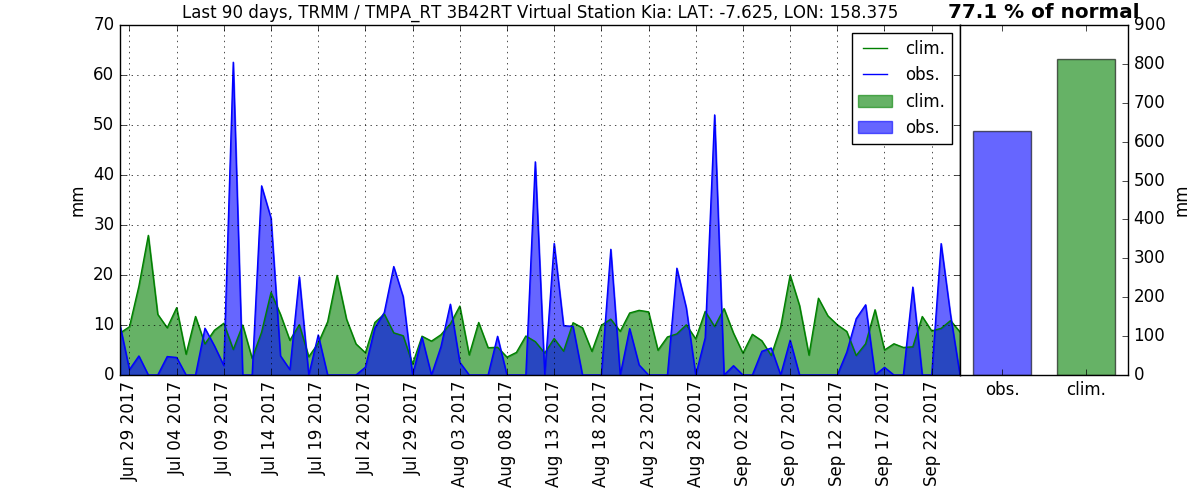 Last 90 days, TRMM / TMPA_RT 3B42RT Virtual Station Kia: LAT: -7.625, LON: 158.375
77.1 % of normal
mm
70
60
50
40
30
20
10
0
clim.
obs.
clim.
obs.
Jun 29 2017
Jul 04 2017
Jul 09 2017
Jul 14 2017
Jul 19 2017
Jul 24 2017
Jul 29 2017
Aug 03 2017
Aug 08 2017
Aug 13 2017
Aug 18 2017
Aug 23 2017
Aug 28 2017
Sep 02 2017
Sep 07 2017
Sep 12 2017
Sep 17 2017
Sep 22 2017
900
800
700
600
500
400
300
200
100
0
mm
obs.
clim.